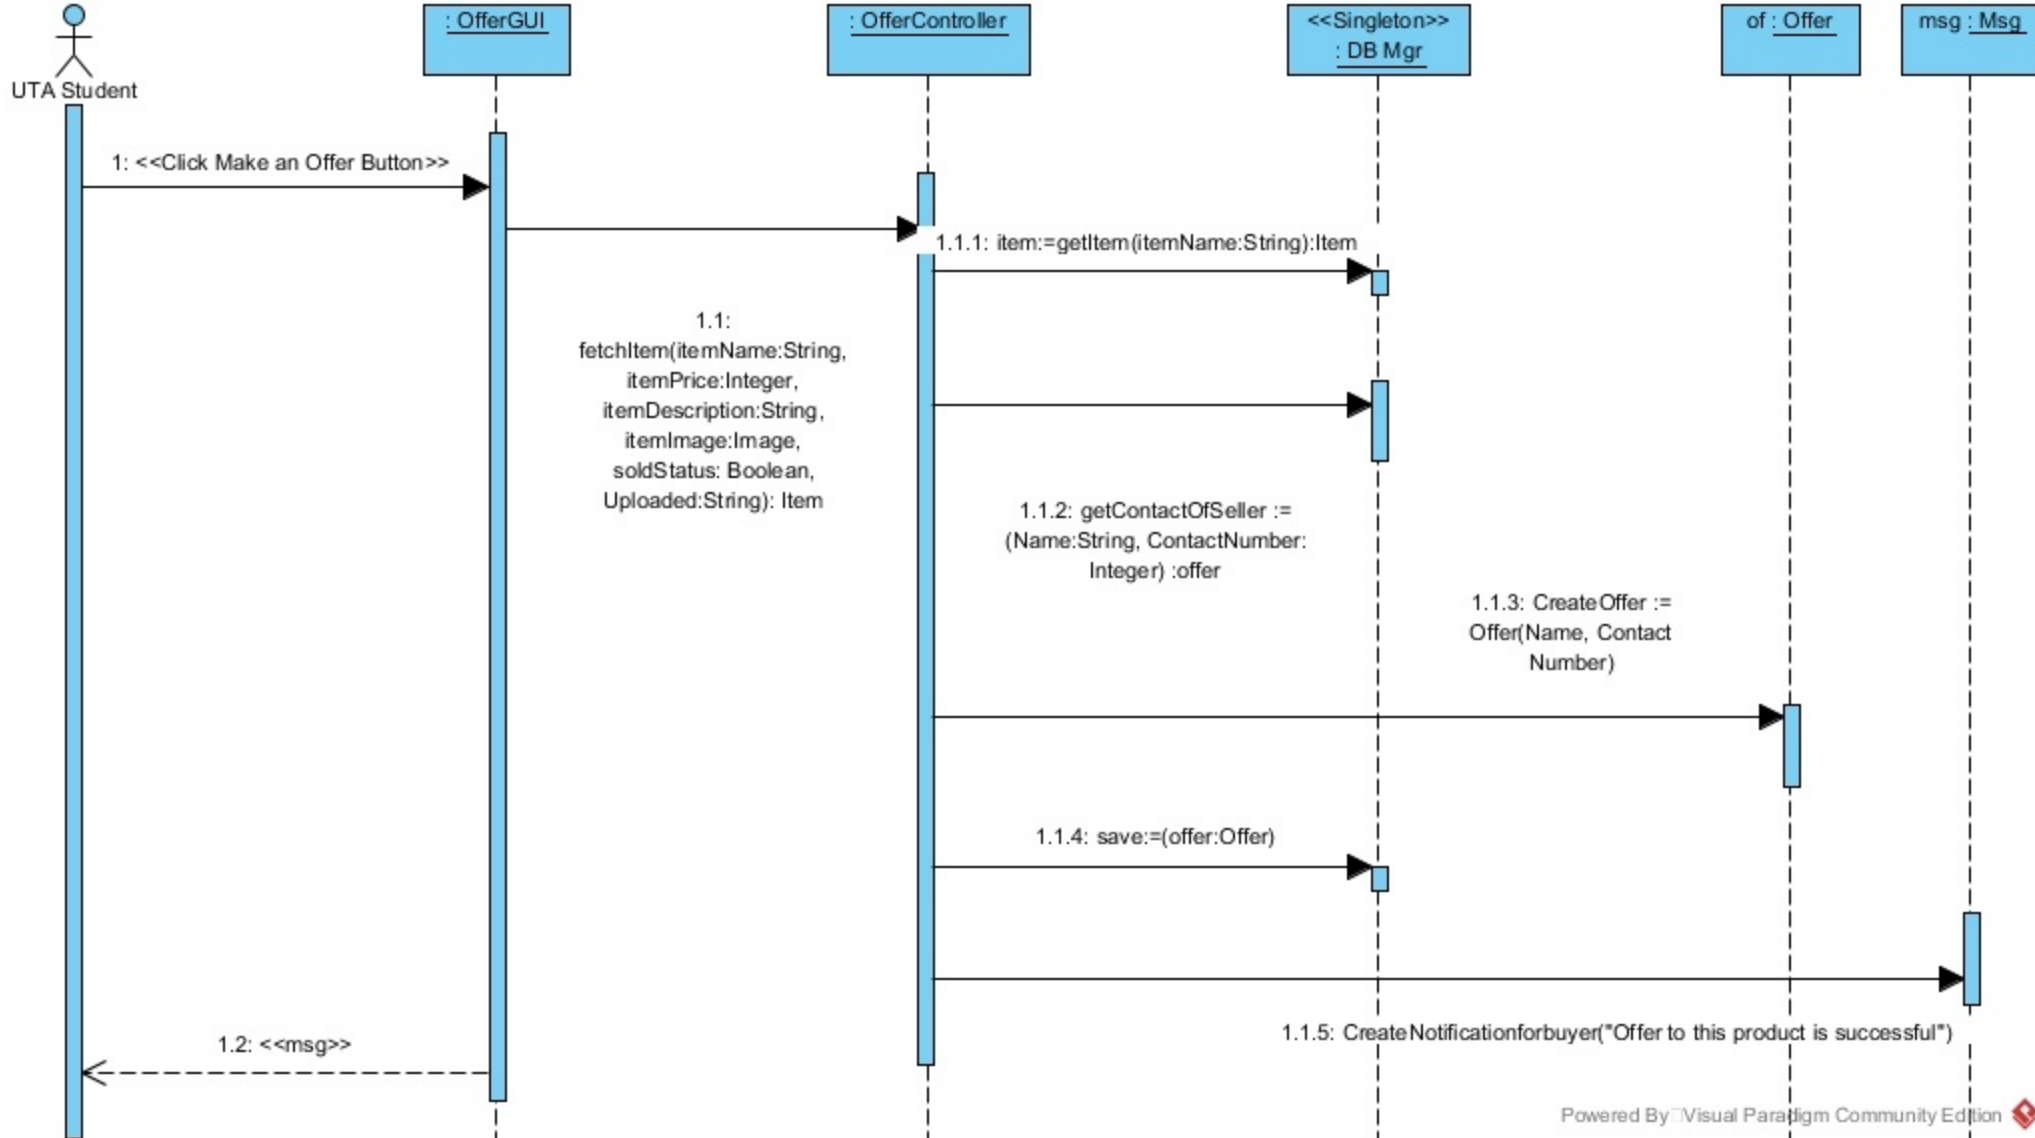 : OfferGUI
: OfferController
<<Singleton>>
: DB Mgr
of : Offer
msg : Msg
UTA Student
1: <<Click Make an Offer Button>>
1.1.1: item:=getItem(itemName:String):Item
1.1:
fetchItem(itemName:String,
itemPrice:Integer,
itemDescription:String,
itemImage:Image,
soldStatus: Boolean,
Uploaded:String): Item
1.1.2: getContactOfSeller :=
(Name:String, ContactNumber:
Integer) :offer
1.1.3: CreateOffer :=
Offer(Name, Contact
Number)
1.1.4: save:=(offer:Offer)
1.1.5: CreateNotificationforbuyer("Offer to this product is successful")
1.2: <<msg>>
Powered By Visual Paradigm Community Edition